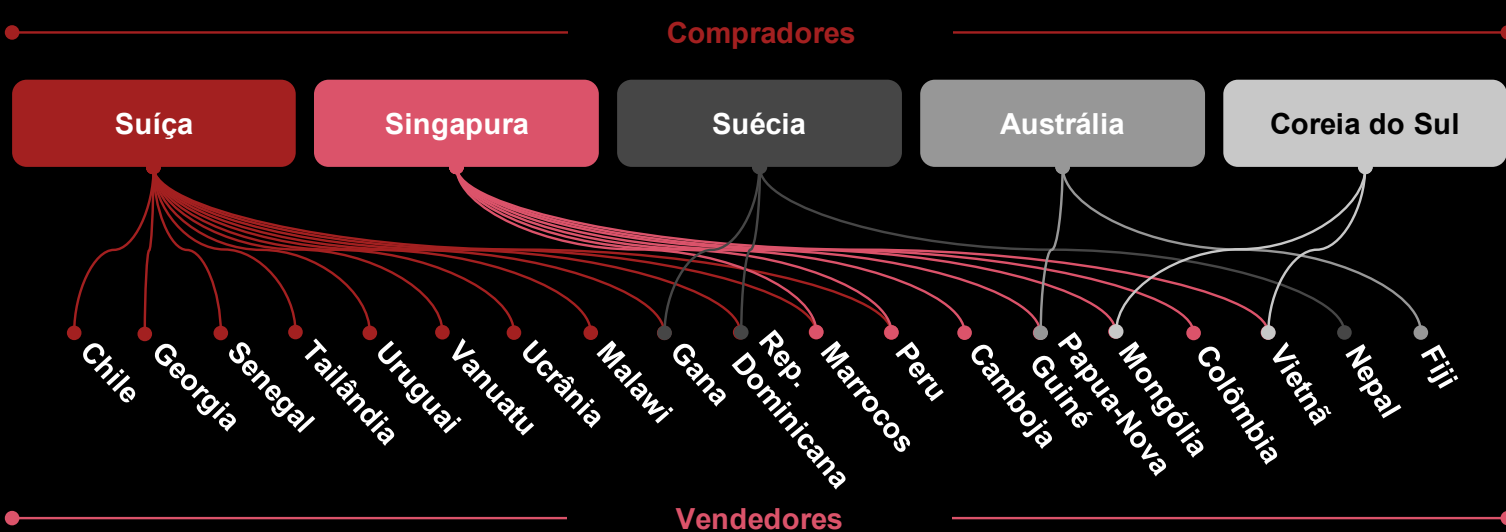 Compradores
Suíça
Singapura
Suécia
Austrália
Coreia do Sul
Chile
Georgia
Senegal
Tailândia
Uruguai
Vanuatu
Ucrânia
Malawi
Gana
Rep.
Dominicana
Marrocos
Peru
Camboja
Papua-Nova
Guiné
Mongólia
Colômbia
Vietnã
Nepal
Fiji
Vendedores